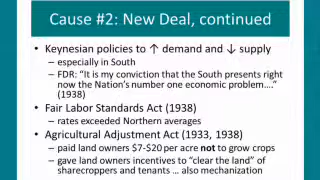 Cause #2: New Deal, continued
• Keynesian policies to ↑ demand and ↓ supply
– especially in South
– FDR: “It is my conviction that the South presents right
now the Nation’s number one economic problem….”
(1938)
• Fair Labor Standards Act (1938)
– rates exceeded Northern averages
• Agricultural Adjustment Act (1933, 1938)
– paid land owners $7-$20 per acre not to grow crops
– gave land owners incentives to “clear the land” of
sharecroppers and tenants … also mechanization